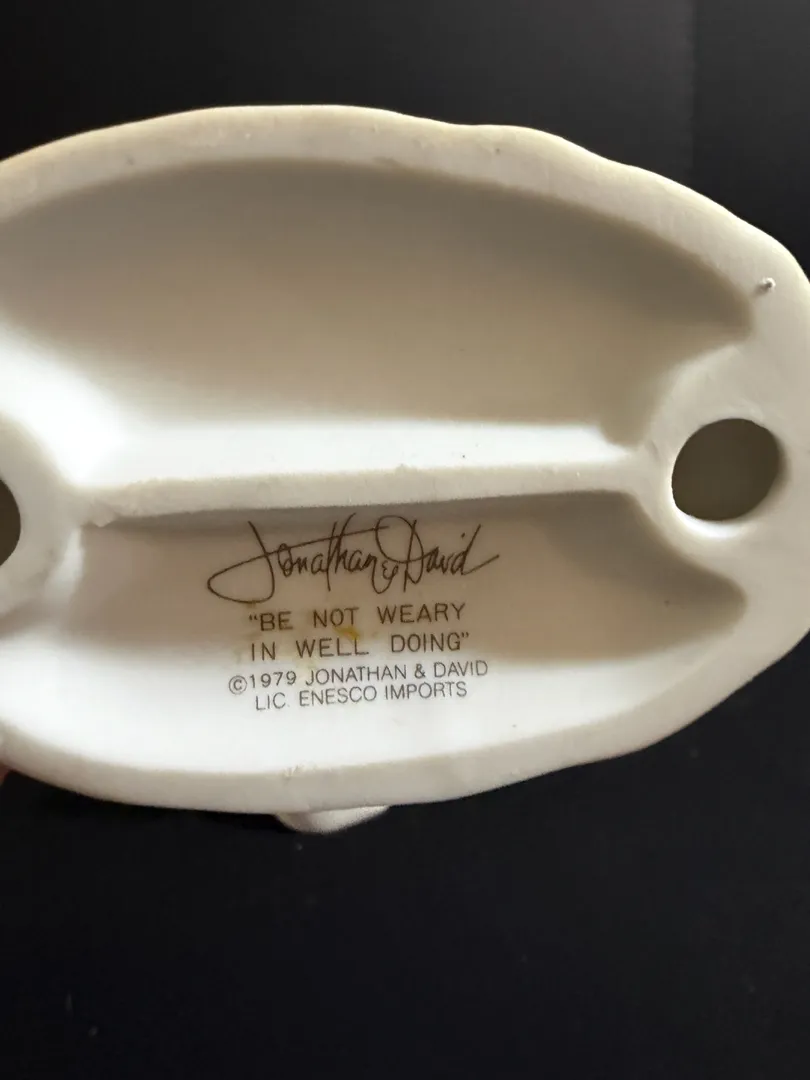 Jonathan & David
"BE NOT WEARY
IN WELL DOING"
©1979 JONATHAN & DAVID
LIC. ENESCO IMPORTS